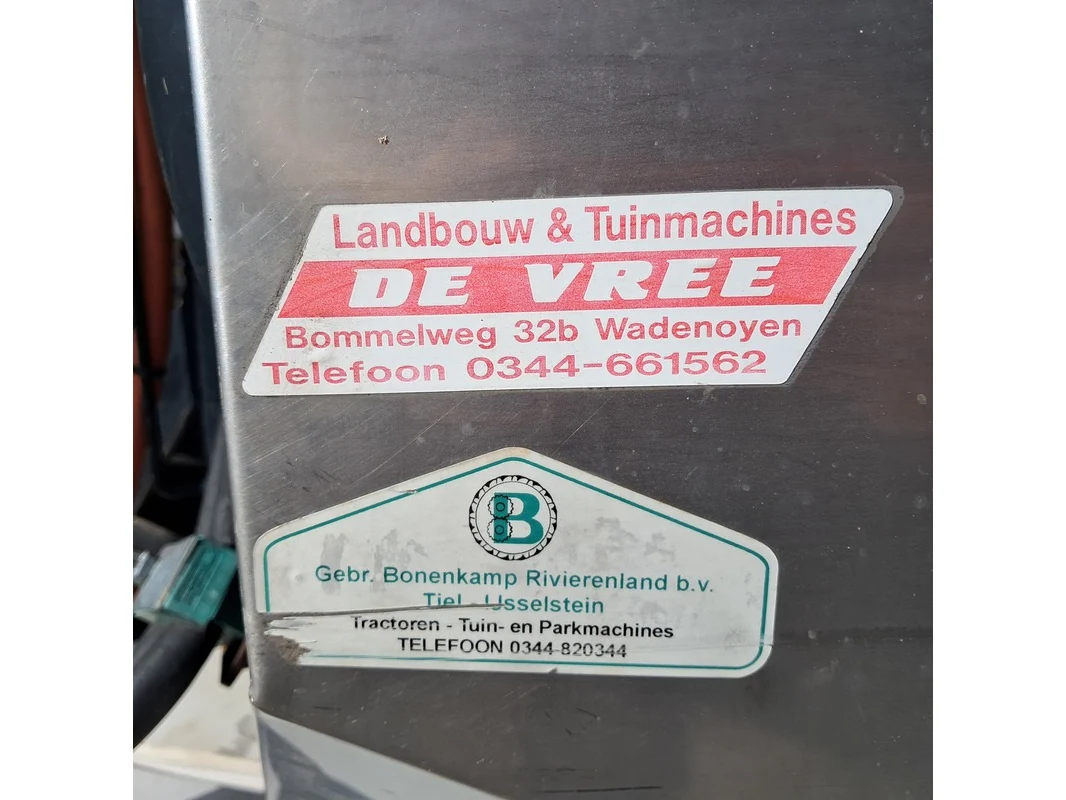 Landbouw & Tuinmachines
DE VREE
Bommelweg 32b Wadenoyen
Telefoon 0344-661562
B
Gebr. Bonenkamp Rivierenland b.v.
Tiel - IJsselstein
Tractoren - Tuin- en Parkmachines
TELEFOON 0344-820344